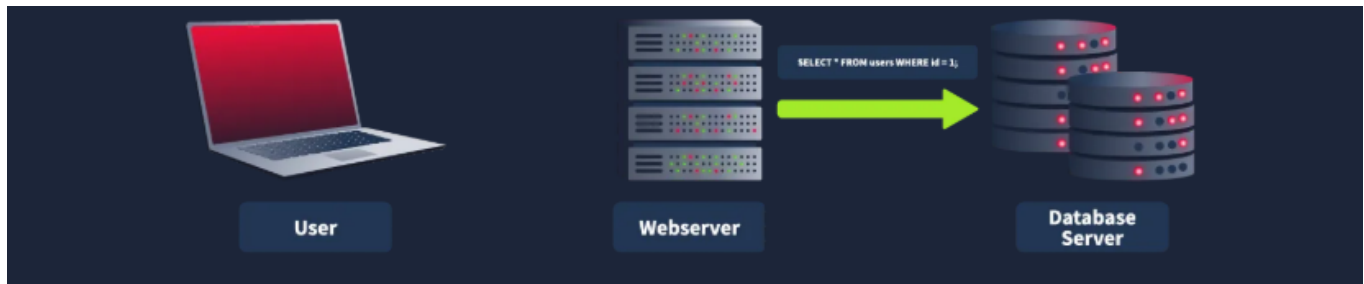 SELECT * FROM users WHERE id = 1;
User
Webserver
Database
Server